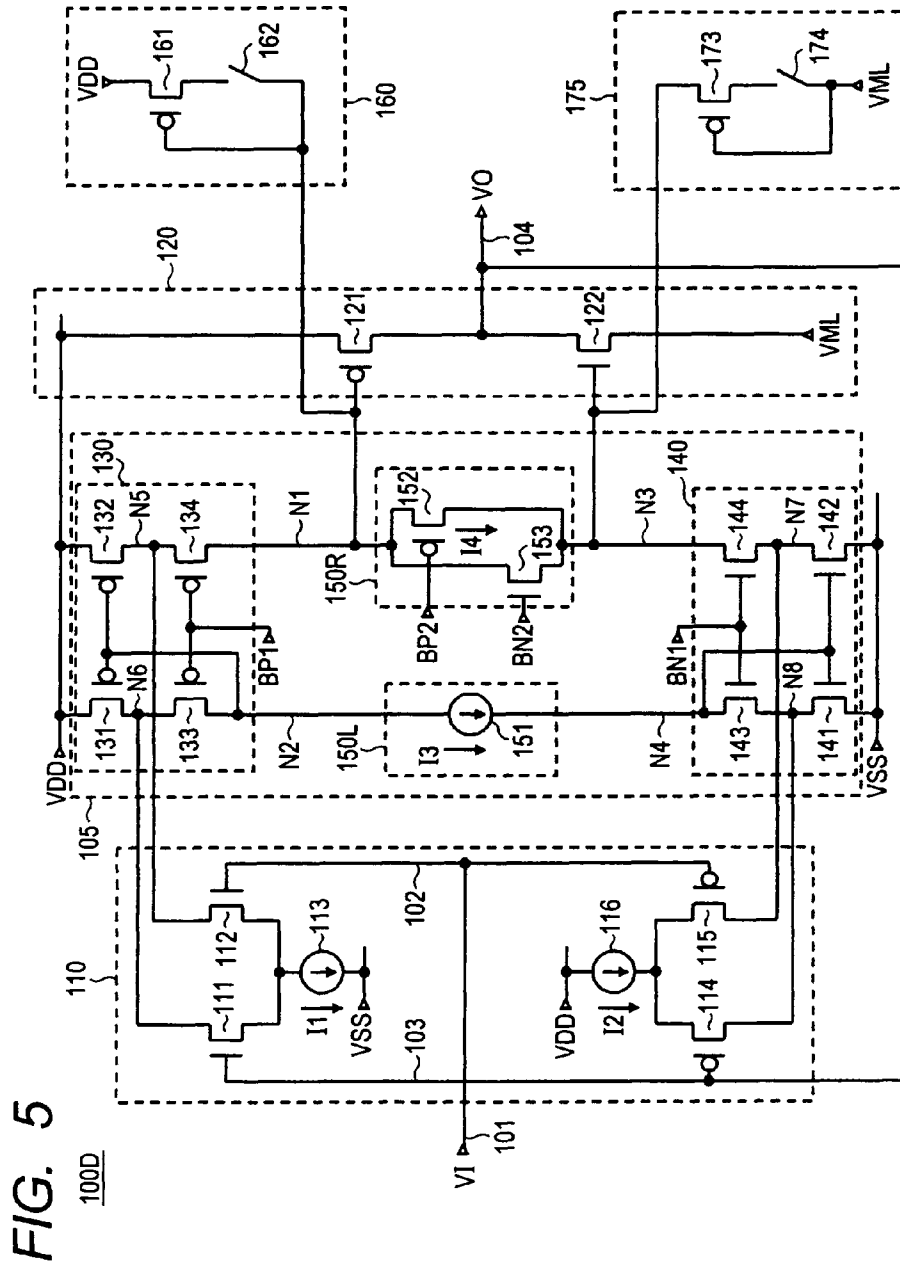 FIG. 5
100D
VDD
161
162
160
175
173
174
VML
120
VO
104
121
122
VML
130
132
N5
134
N1
150R
152
I4
153
N3
140
144
N7
142
BP1
BP2
BN2
BN1
VDD
131
N6
133
N2
150L
I3
151
N4
143
N8
141
VSS
105
110
112
111
113
I1
VSS
102
103
VDD
116
I2
115
114
VI
101